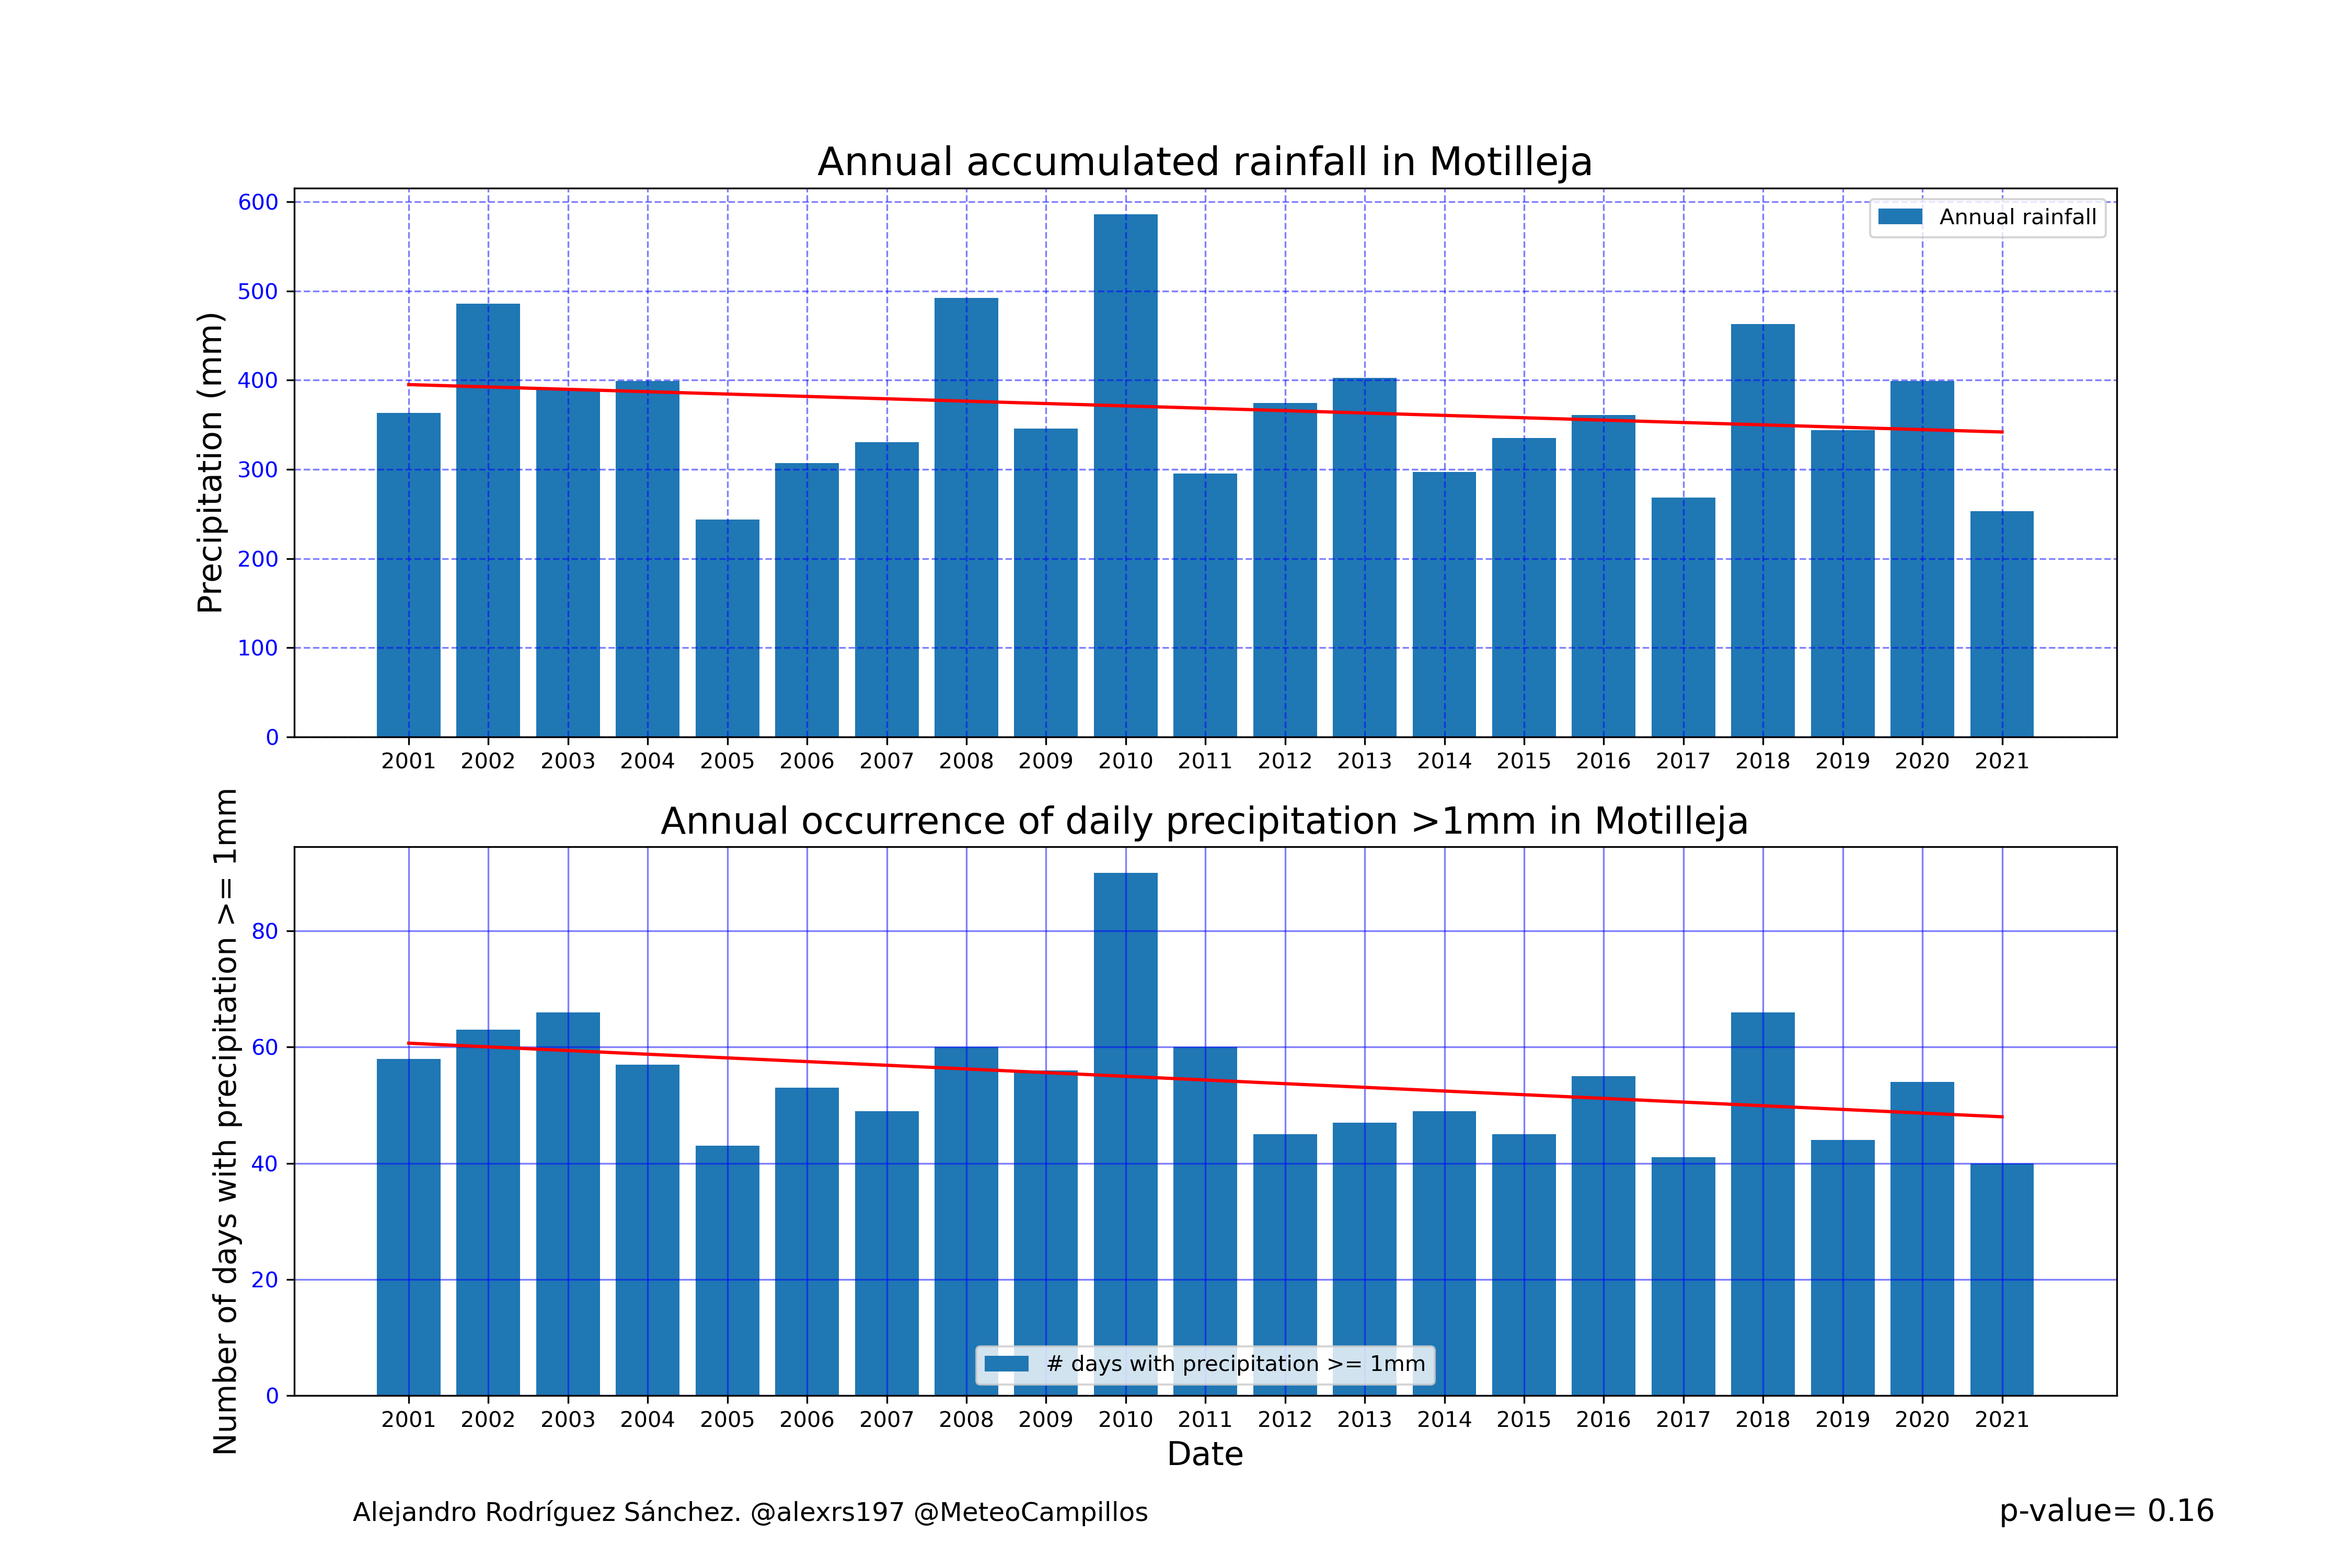 Annual accumulated rainfall in Motilleja
Precipitation (mm)
600
500
400
300
200
100
0
Annual rainfall
2001 2002 2003 2004 2005 2006 2007 2008 2009 2010 2011 2012 2013 2014 2015 2016 2017 2018 2019 2020 2021
Annual occurrence of daily precipitation >1mm in Motilleja
Number of days with precipitation >= 1mm
80
60
40
20
0
# days with precipitation >= 1mm
2001 2002 2003 2004 2005 2006 2007 2008 2009 2010 2011 2012 2013 2014 2015 2016 2017 2018 2019 2020 2021
Date
Alejandro Rodríguez Sánchez. @alexrs197 @MeteoCampillos
p-value= 0.16